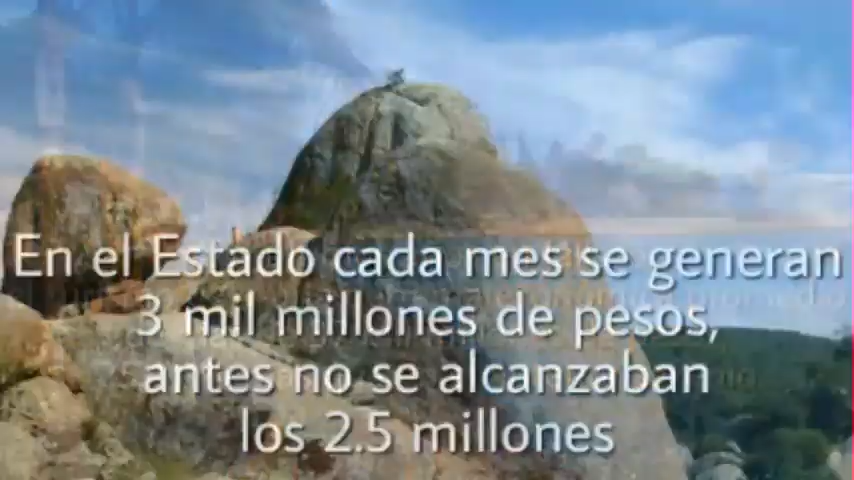 En el Estado cada mes se generan
3 mil millones de pesos,
antes no se alcanzaban
los 2.5 millones